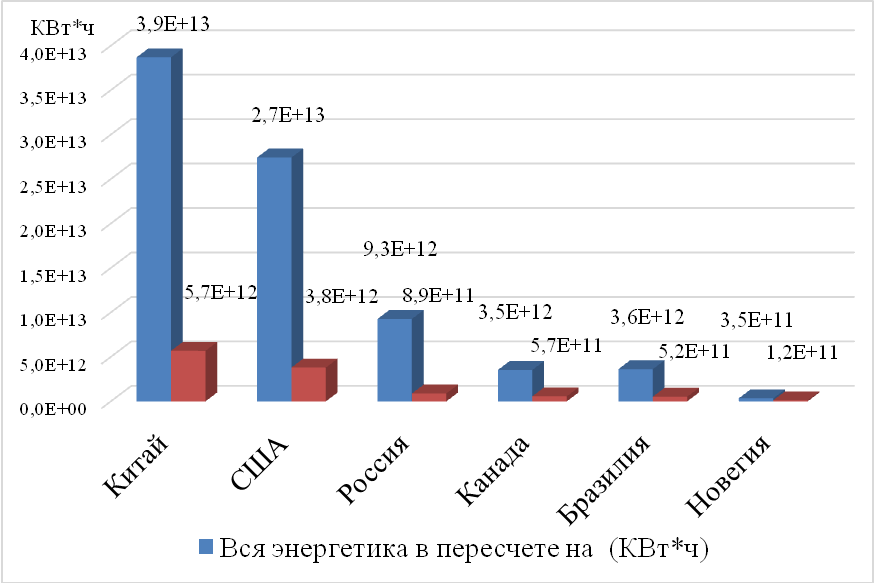 КВт*ч
3,9E+13
4,0E+13
3,5E+13
2,7E+13
3,0E+13
2,5E+13
2,0E+13
9,3E+12
1,5E+13
5,7E+12
3,8E+12
8,9E+11
3,5E+12
3,6E+12
3,5E+11
1,0E+13
5,7E+11
5,2E+11
1,2E+11
5,0E+12
0,0E+00
Китай
США
Россия
Канада
Бразилия
Новегия
Вся энергетика в пересчете на (КВт*ч)